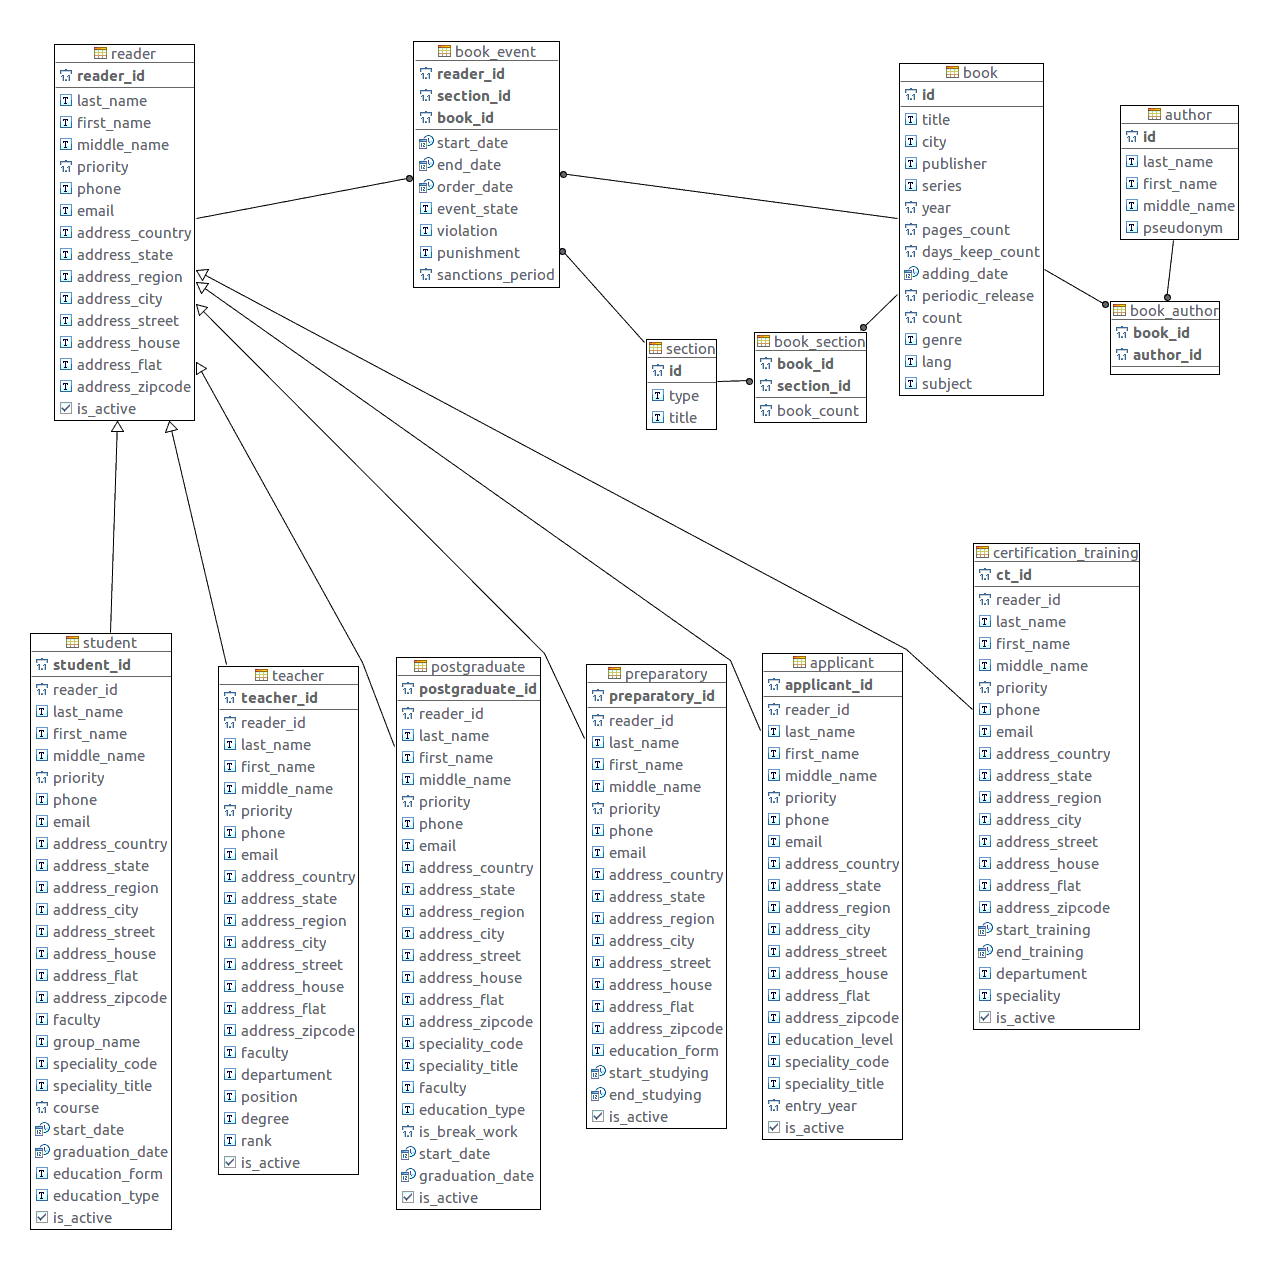 reader
reader_id
last_name
first_name
middle_name
priority
phone
email
address_country
address_state
address_region
address_city
address_street
address_house
address_flat
address_zipcode
is_active
book_event
reader_id
section_id
book_id
start_date
end_date
order_date
event_state
violation
punishment
sanctions_period
section
id
type
title
book_section
book_id
section_id
book_count
book
id
title
city
publisher
series
year
pages_count
days_keep_count
adding_date
periodic_release
count
genre
lang
subject
author
id
last_name
first_name
middle_name
pseudonym
book_author
book_id
author_id
student
student_id
reader_id
last_name
first_name
middle_name
priority
phone
email
address_country
address_state
address_region
address_city
address_street
address_house
address_flat
address_zipcode
faculty
group_name
speciality_code
speciality_title
course
start_date
graduation_date
education_form
education_type
is_active
teacher
teacher_id
reader_id
last_name
first_name
middle_name
priority
phone
email
address_country
address_state
address_region
address_city
address_street
address_house
address_flat
address_zipcode
faculty
departument
position
degree
rank
is_active
postgraduate
postgraduate_id
reader_id
last_name
first_name
middle_name
priority
phone
email
address_country
address_state
address_region
address_city
address_street
address_house
address_flat
address_zipcode
speciality_code
speciality_title
faculty
education_type
is_break_work
start_date
graduation_date
is_active
preparatory
preparatory_id
reader_id
last_name
first_name
middle_name
priority
phone
email
address_country
address_state
address_region
address_city
address_street
address_house
address_flat
address_zipcode
education_form
start_studying
end_studying
is_active
applicant
applicant_id
reader_id
last_name
first_name
middle_name
priority
phone
email
address_country
address_state
address_region
address_city
address_street
address_house
address_flat
address_zipcode
education_level
speciality_code
speciality_title
entry_year
is_active
certification_training
ct_id
reader_id
last_name
first_name
middle_name
priority
phone
email
address_country
address_state
address_region
address_city
address_street
address_house
address_flat
address_zipcode
start_training
end_training
departument
speciality
is_active